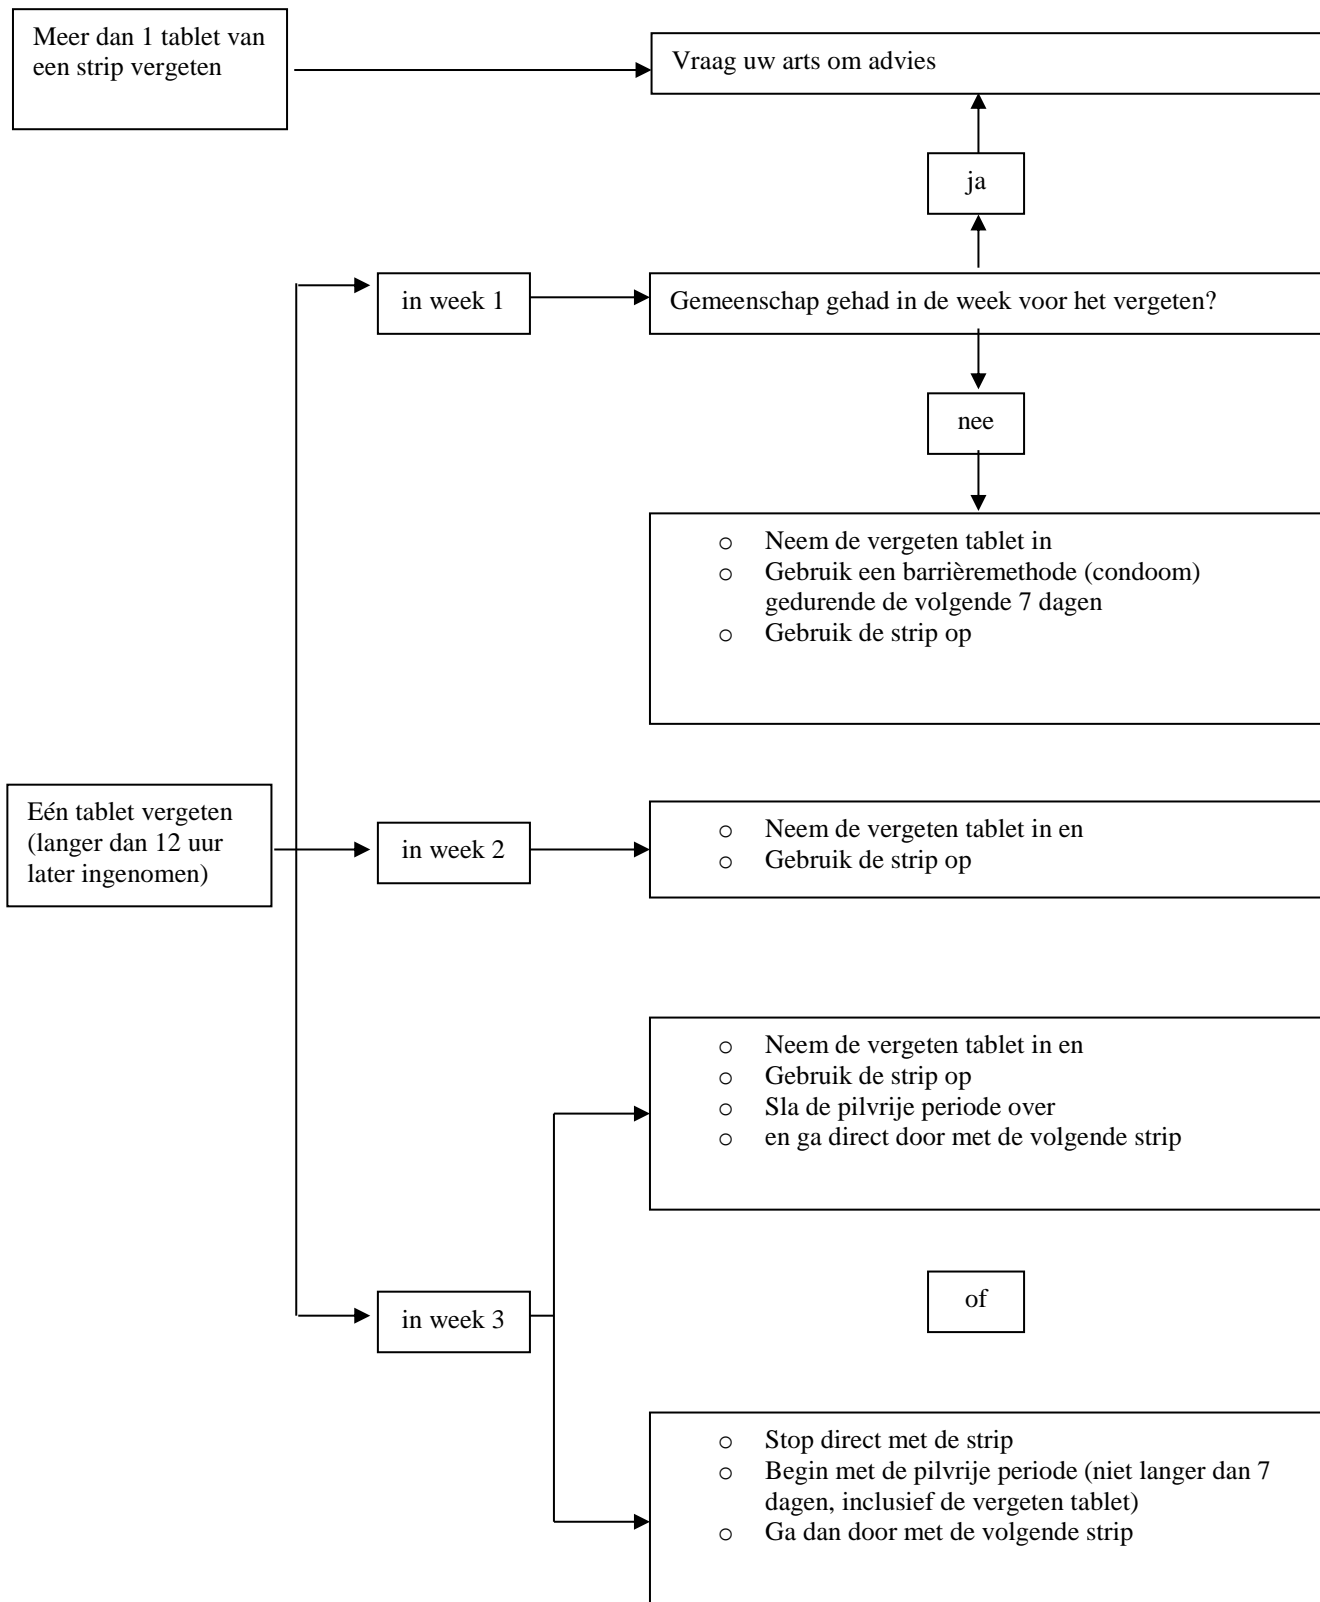 Meer dan 1 tablet van
een strip vergeten
Vraag uw arts om advies
ja
in week 1
Gemeenschap gehad in de week voor het vergeten?
nee
o Neem de vergeten tablet in
o Gebruik een barrièremethode (condoom)
gedurende de volgende 7 dagen
o Gebruik de strip op
Eén tablet vergeten
(langer dan 12 uur
later ingenomen)
in week 2
o Neem de vergeten tablet in en
o Gebruik de strip op
o Neem de vergeten tablet in en
o Gebruik de strip op
o Sla de pilvrije periode over
o en ga direct door met de volgende strip
of
in week 3
o Stop direct met de strip
o Begin met de pilvrije periode (niet langer dan 7
dagen, inclusief de vergeten tablet)
o Ga dan door met de volgende strip